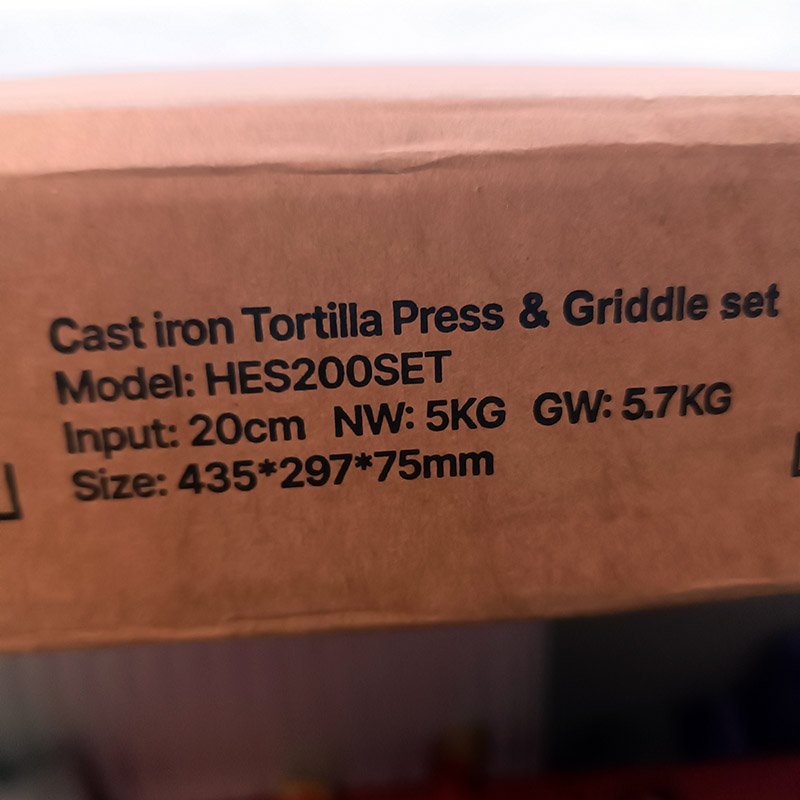 Cast iron Tortilla Press & Griddle set
Model: HES200SET
Input: 20cm NW: 5KG GW: 5.7KG
Size: 435*297*75mm